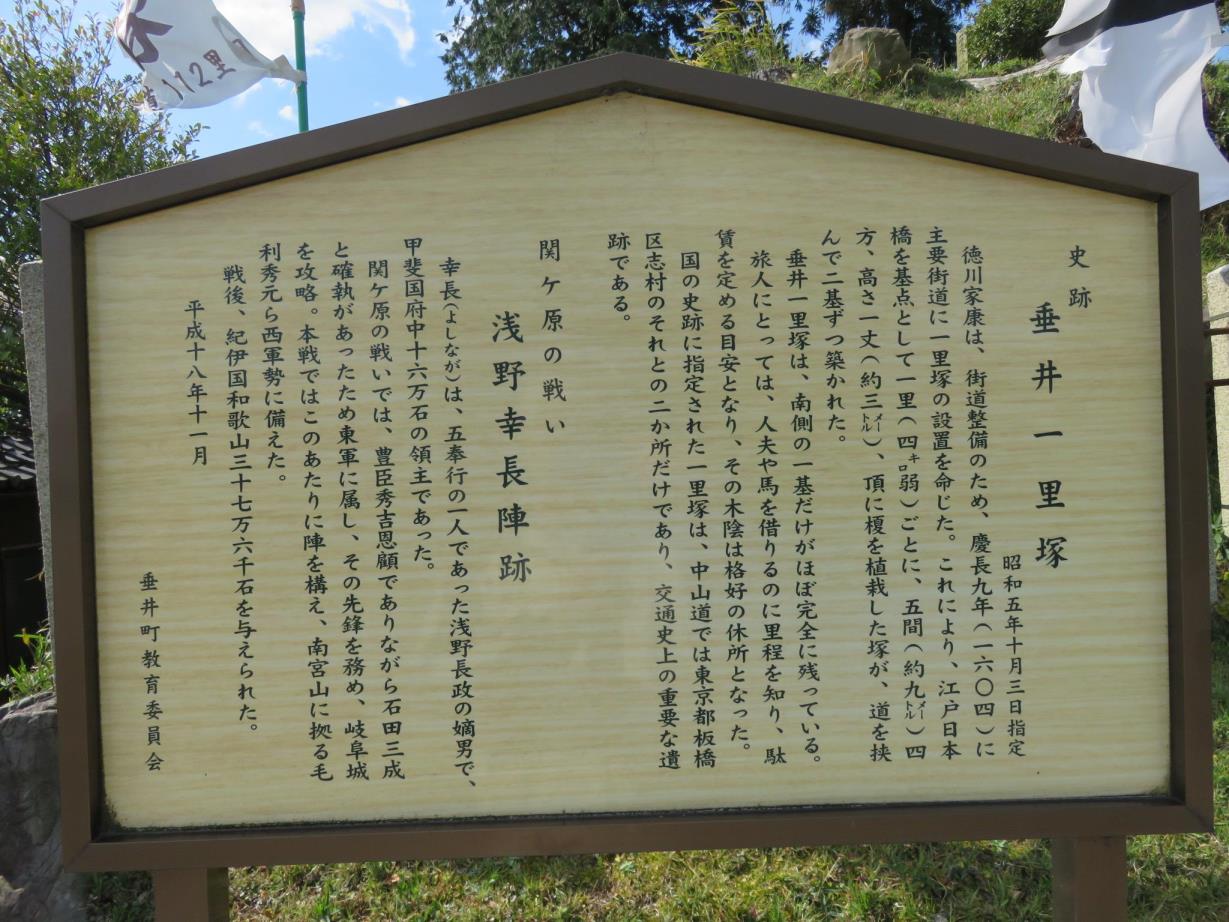 112里
史跡
垂井一里塚
昭和五年十月三日指定
徳川家康は、街道整備のため、慶長九年(一六〇四)に
主要街道に一里塚の設置を命じた。これにより、江戸日本
橋を基点として一里(四キロ弱)ごとに、五間(約九メートル)四
方、高さ一丈(約三メートル)、頂に榎を植栽した塚が、道を挟
んで二基ずつ築かれた。
垂井一里塚は、南側の一基だけがほぼ完全に残っている。
旅人にとっては、人夫や馬を借りるのに里程を知り、駄
賃を定める目安となり、その木陰は格好の休所となった。
国の史跡に指定された一里塚は、中山道では東京都板橋
区志村のそれとの二か所だけであり、交通史上の重要な遺
跡である。
関ケ原の戦い
浅野幸長陣跡
幸長(よしなが)は、五奉行の一人であった浅野長政の嫡男で、
甲斐国府中十六万石の領主であった。
関ケ原の戦いでは、豊臣秀吉恩顧でありながら石田三成
と確執があったため東軍に属し、その先鋒を務め、岐阜城
を攻略。本戦ではこのあたりに陣を構え、南宮山に拠る毛
利秀元ら西軍勢に備えた。
戦後、紀伊国和歌山三十七万六千石を与えられた。
平成十八年十一月
垂井町教育委員会